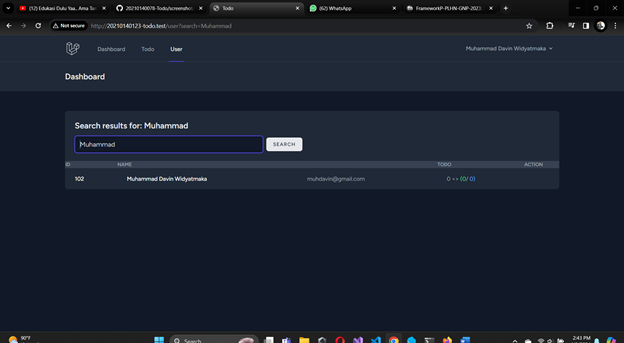 (12) Edukasi Dulu Yaa.. Ama Ta
20210140078-Todo/screenshot
Todo
(62) WhatsApp
FrameworkP-PLHN-GNP-2023
Not secure
http://20210140123-todo.test/user?search=Muhammad
Dashboard
Todo
User
Muhammad Davin Widyatmaka
Dashboard
Search results for: Muhammad
Muhammad
SEARCH
ID NAME TODO ACTION
102 Muhammad Davin Widyatmaka muhdavin@gmail.com 0 (0/ 0)
90°F
Search
2:41 PM